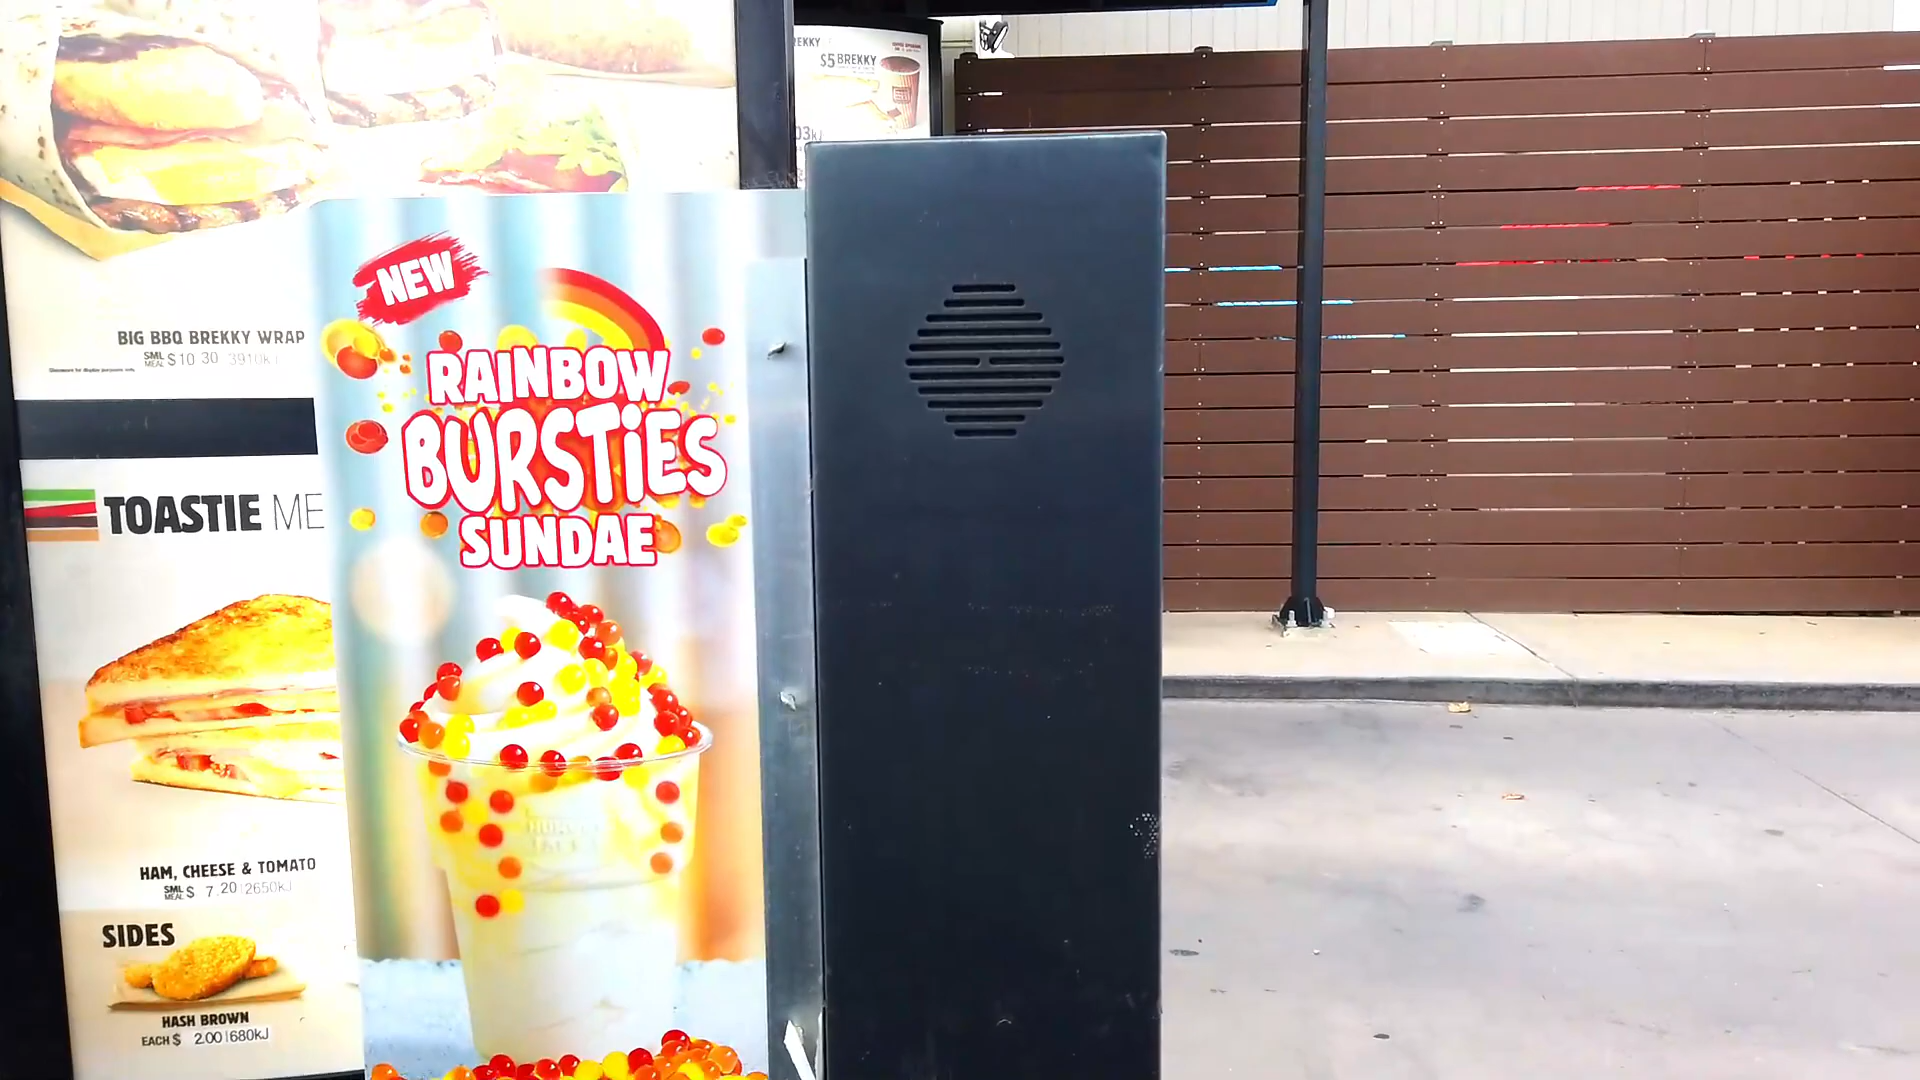 BIG BBQ BREKKY WRAP
SML MEAL $10 30 3910kJ
TOASTIE ME
HAM, CHEESE & TOMATO
SML MEAL $ 7.20 2650kJ
SIDES
HASH BROWN
EACH $ 2.00 680kJ
NEW
RAINBOW
BURSTiES
SUNDAE
$5 BREKKY